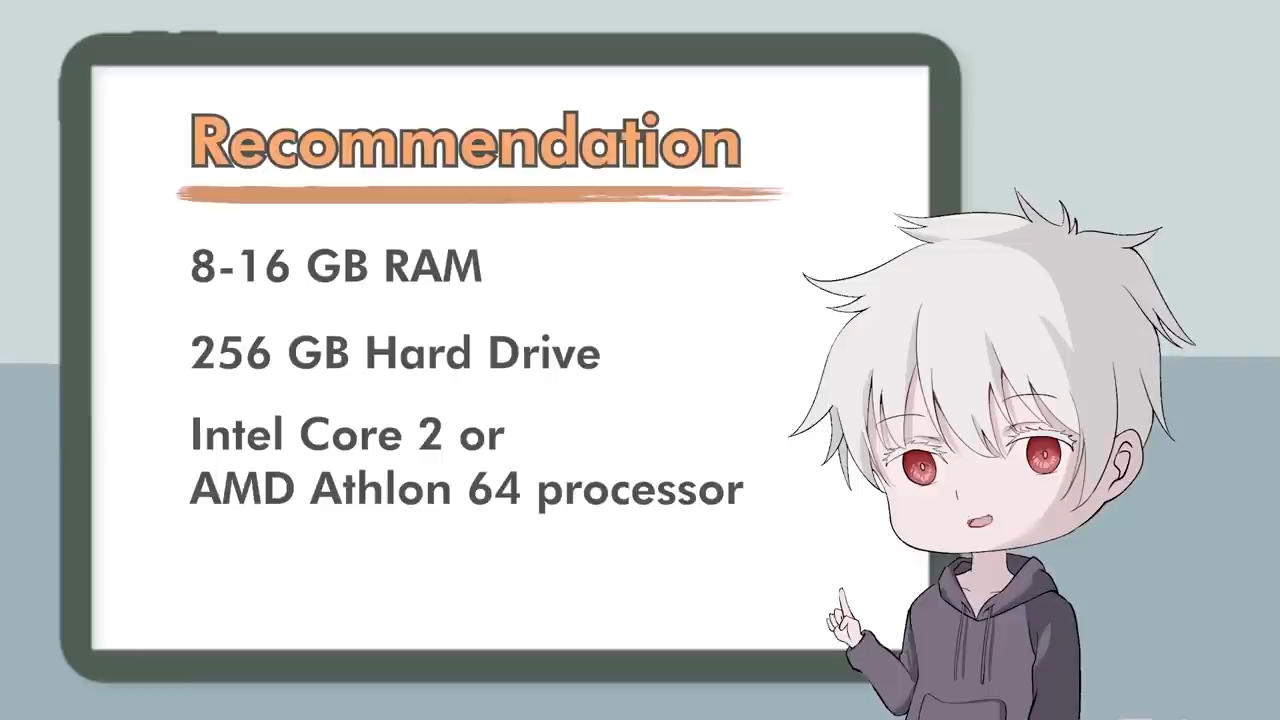 Recommendation
8-16 GB RAM
256 GB Hard Drive
Intel Core 2 or
AMD Athlon 64 processor